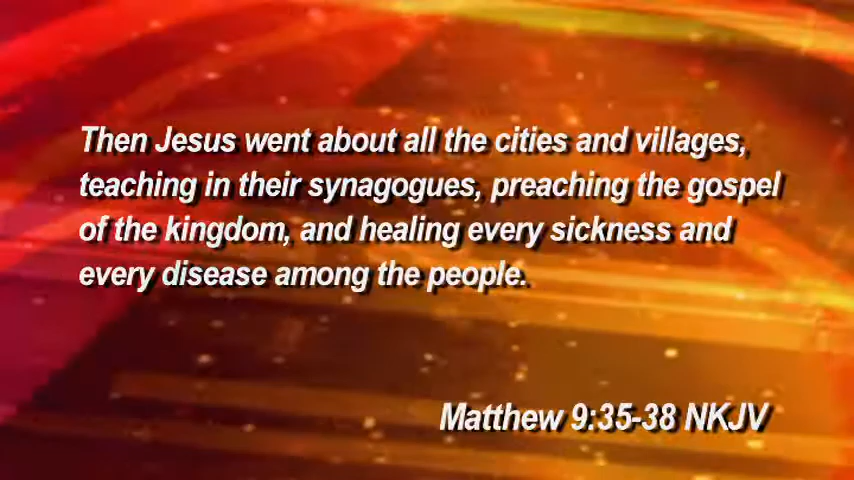 Then Jesus went about all the cities and villages,
teaching in their synagogues, preaching the gospel
of the kingdom, and healing every sickness and
every disease among the people.
Matthew 9:35-38 NKJV